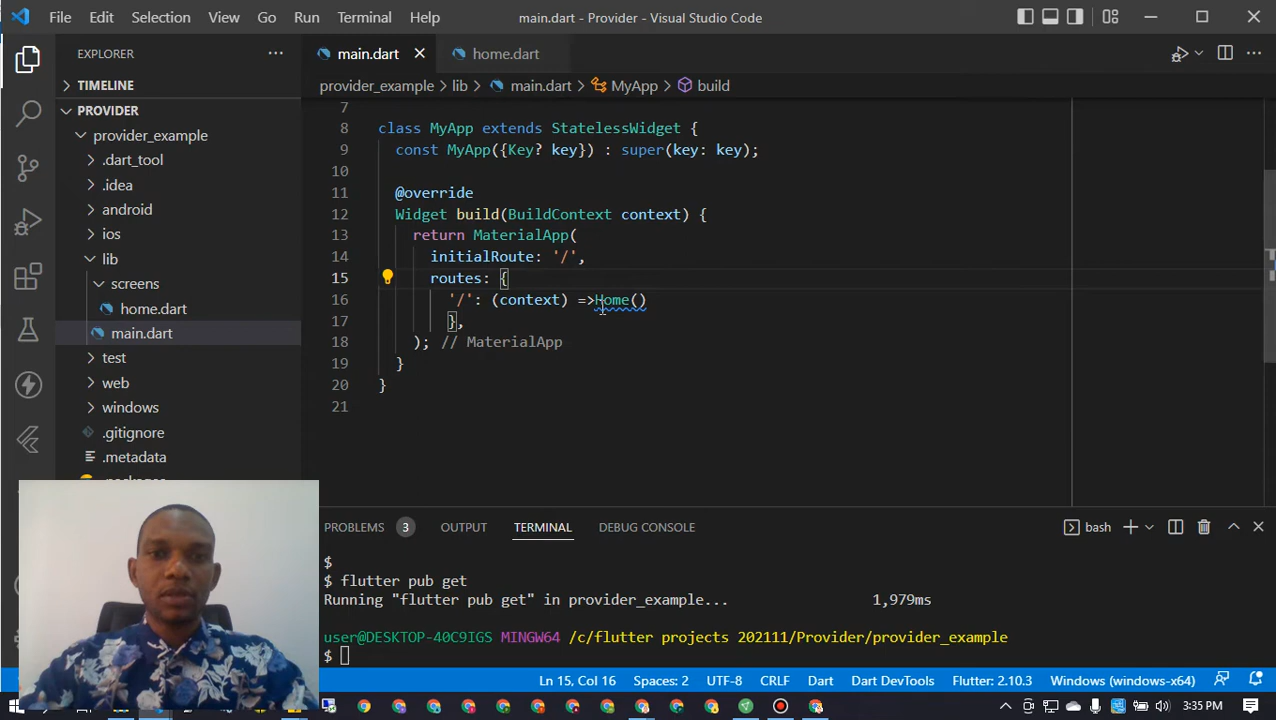 File Edit Selection View Go Run Terminal Help main.dart - Provider - Visual Studio Code
EXPLORER
main.dart
home.dart
TIMELINE
provider_example > lib > main.dart > MyApp > build
PROVIDER
provider_example
.dart_tool
.idea
android
ios
lib
screens
home.dart
main.dart
test
web
windows
.gitignore
.metadata
7
8 class MyApp extends StatelessWidget {
9 const MyApp({Key? key}) : super(key: key);
10
11 @override
12 Widget build(BuildContext context) {
13 return MaterialApp(
14 initialRoute: '/',
15 routes: {
16 '/': (context) =>Home()
17 },
18 ); // MaterialApp
19 }
20 }
21
PROBLEMS 3 OUTPUT TERMINAL DEBUG CONSOLE
bash
$
$ flutter pub get
Running "flutter pub get" in provider_example... 1,979ms
user@DESKTOP-40C9IGS MINGW64 /c/flutter projects 202111/Provider/provider_example
$
Ln 15, Col 16 Spaces: 2 UTF-8 CRLF Dart Dart DevTools Flutter: 2.10.3 Windows (windows-x64)
3:35 PM